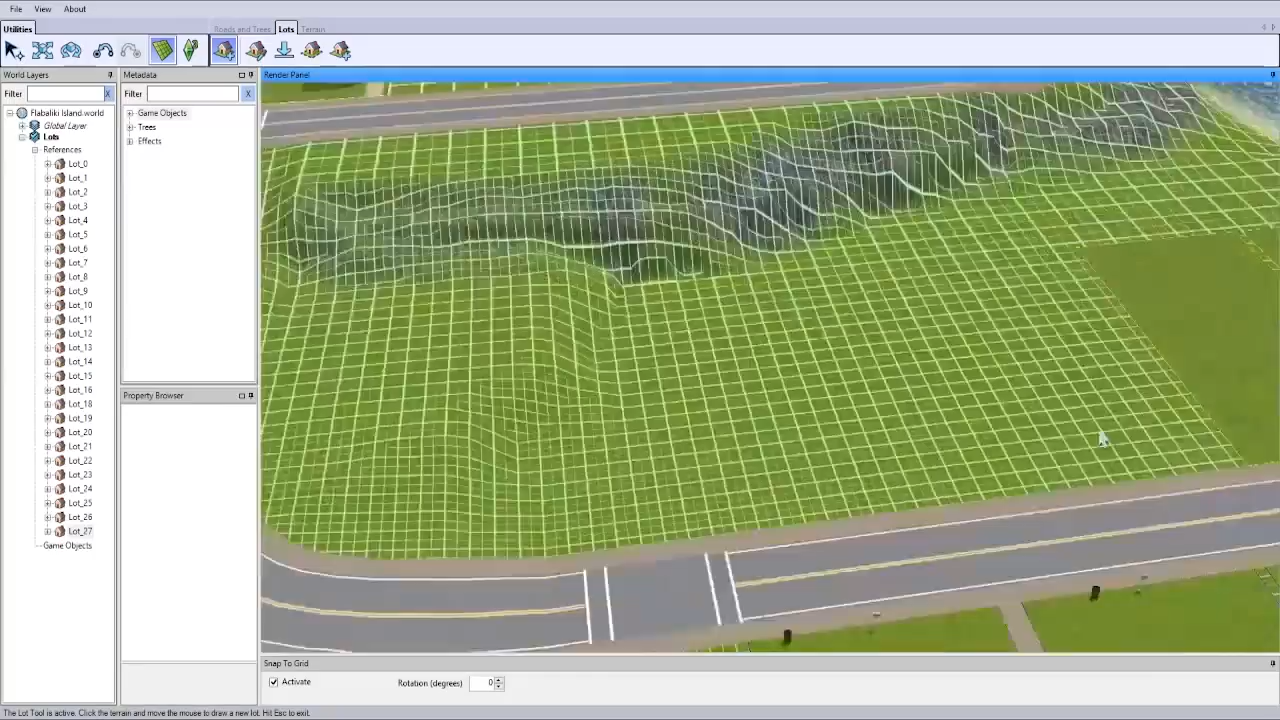 File View About
Utilities Roads and Trees Lots Terrain
World Layers Metadata Render Panel
Filter X Filter X
Flabaliki Island.world
Global Layer
Lots
References
Lot_0
Lot_1
Lot_2
Lot_3
Lot_4
Lot_5
Lot_6
Lot_7
Lot_8
Lot_9
Lot_10
Lot_11
Lot_12
Lot_13
Lot_14
Lot_15
Lot_16
Lot_18
Lot_19
Lot_20
Lot_21
Lot_22
Lot_23
Lot_24
Lot_25
Lot_26
Lot_27
Game Objects
Game Objects
Trees
Effects
Property Browser
Snap To Grid
Activate Rotation (degrees) 0
The Lot Tool is active. Click the terrain and move the mouse to draw a new lot. Hit Esc to exit.